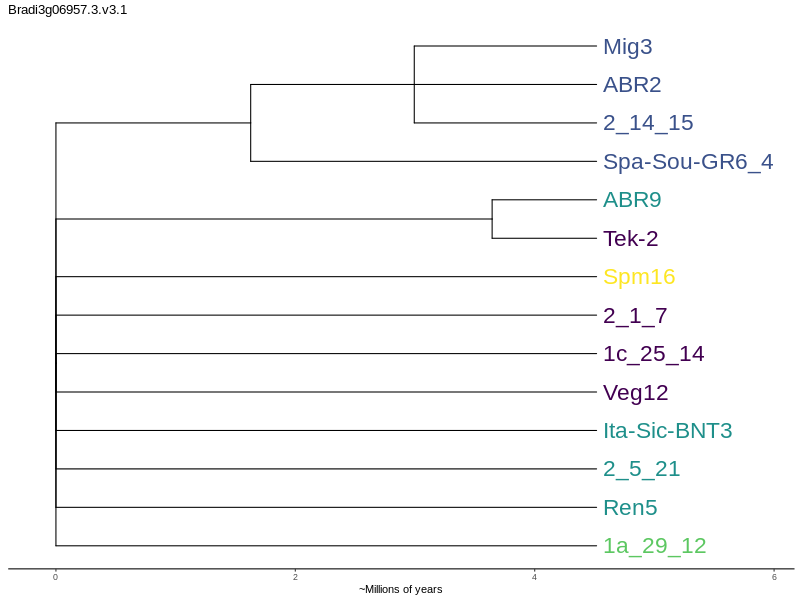 Bradi3g06957.3.v3.1
Mig3
ABR2
2_14_15
Spa-Sou-GR6_4
ABR9
Tek-2
Spm16
2_1_7
1c_25_14
Veg12
Ita-Sic-BNT3
2_5_21
Ren5
1a_29_12
0 2 4 6
~Millions of years